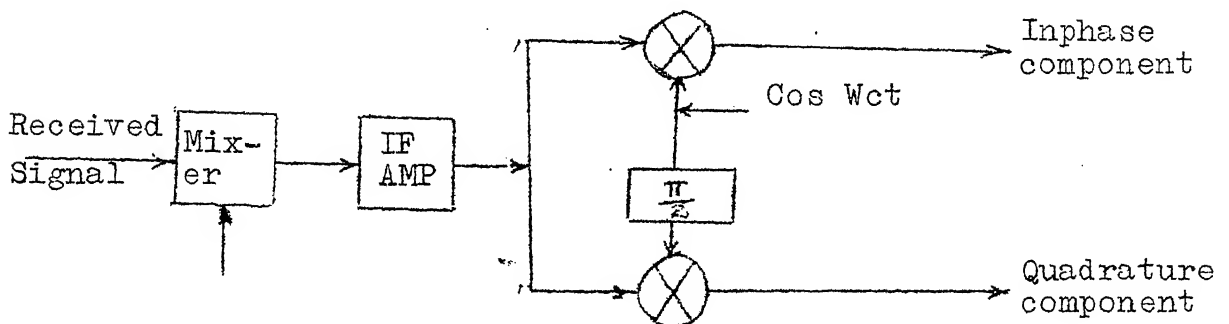 Inphase
component
Cos Wct
Received
Signal
Mix-
er
IF
AMP
π
2
Quadrature
component